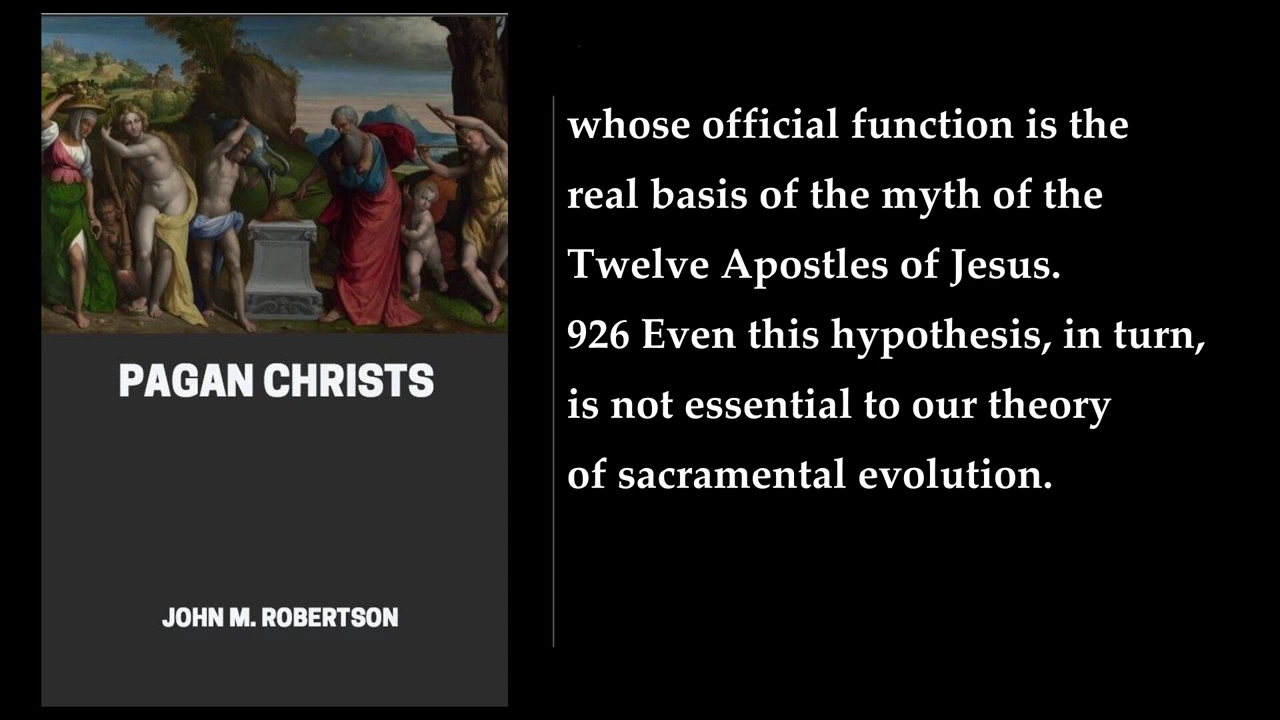 PAGAN CHRISTS
JOHN M. ROBERTSON
whose official function is the
real basis of the myth of the
Twelve Apostles of Jesus.
926 Even this hypothesis, in turn,
is not essential to our theory
of sacramental evolution.